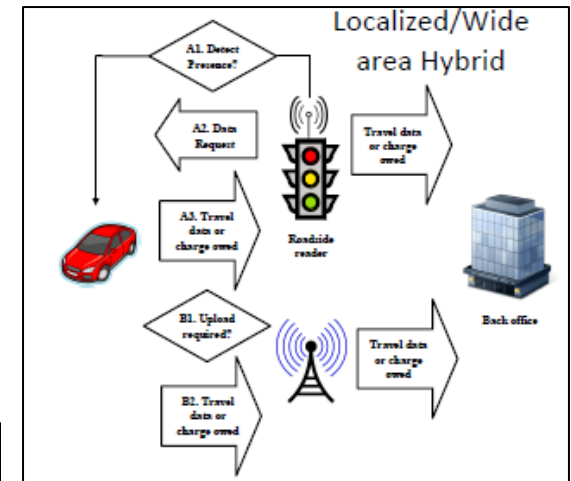 Localized/Wide
area Hybrid
A1. Detect
Presence?
A2. Data
Request
Travel data
or charge
owed
A3. Travel
data or
charge owed
Roadside
reader
B1. Upload
required?
Back office
Travel data
or charge
owed
B2. Travel
data or
charge owed